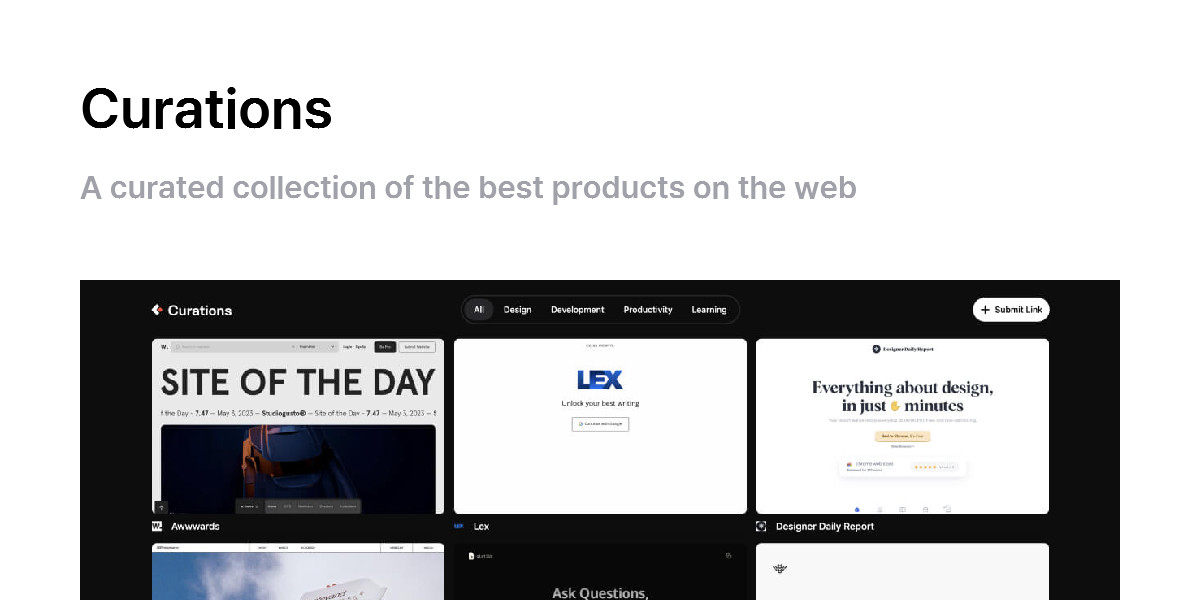 Curations
A curated collection of the best products on the web
Curations
All Design Development Productivity Learning
+ Submit Link
W.
SITE OF THE DAY
f the Day - 7.47 — May 3, 2023 — Studiogusto® — Site of the Day - 7.47 — May 3, 2023 — S
LEX
Unlock your best writing
Designer Daily Report
Everything about design,
in just ✋ minutes
W. Awwwards
LEX Lex
Designer Daily Report
Ask Questions,